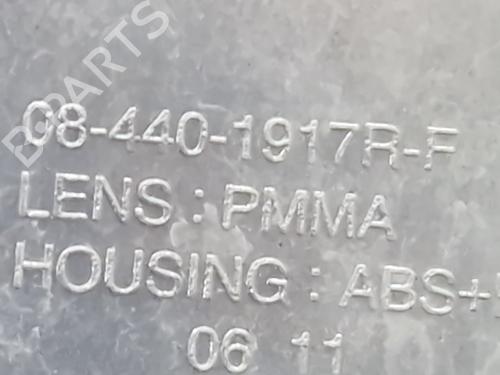 B-PARTS
08-440-1917R-F
LENS : PMMA
HOUSING : ABS+
06 11